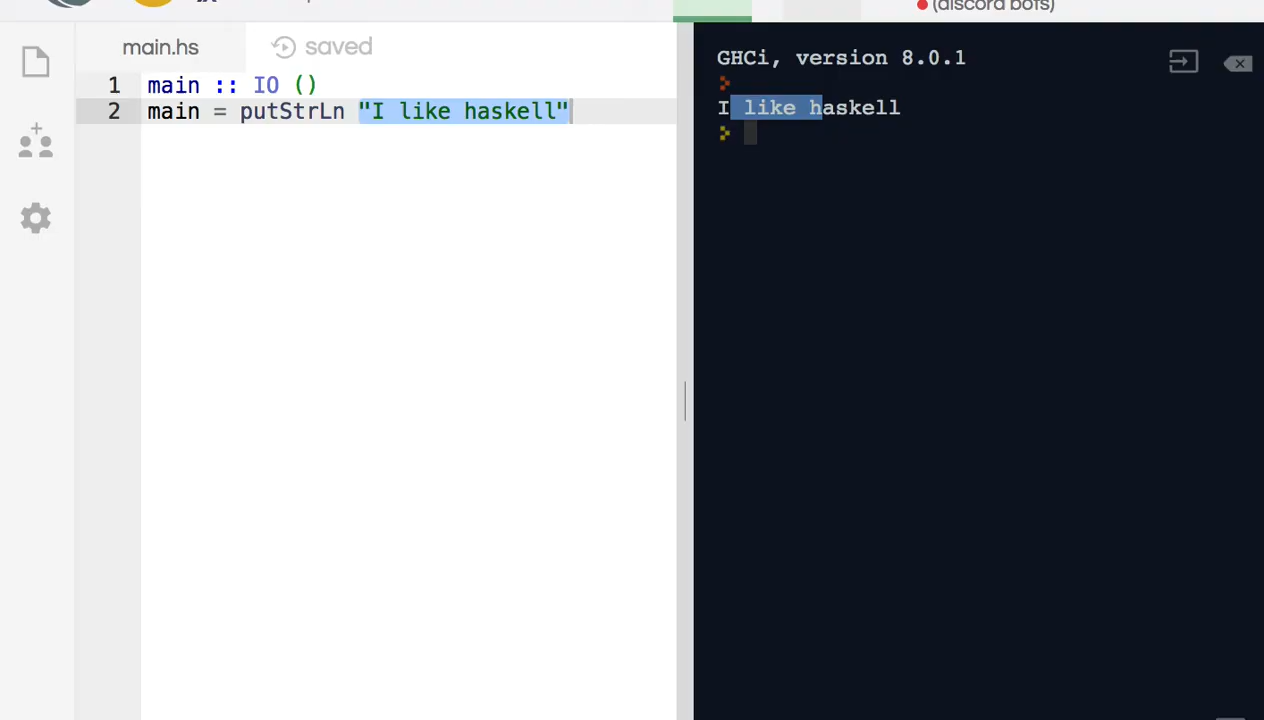 (discord bots)
main.hs
saved
1 main :: IO ()
2 main = putStrLn "I like haskell"
GHCi, version 8.0.1
I like haskell